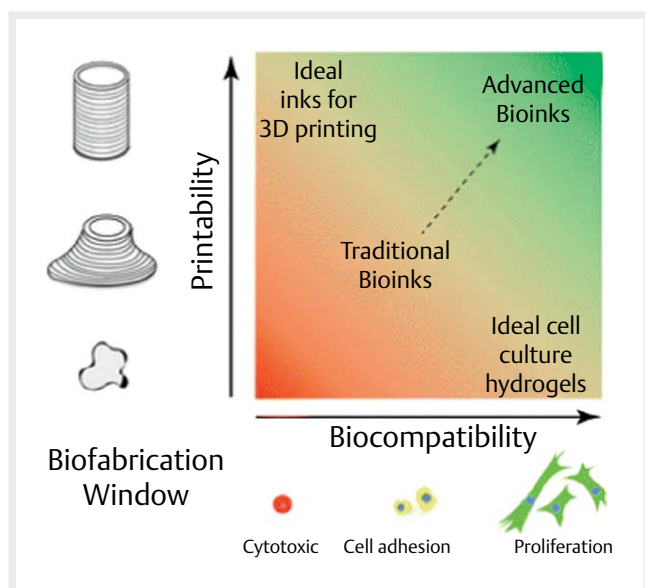 Ideal
inks for
3D printing
Advanced
Bioinks
Printability
Traditional
Bioinks
Ideal cell
culture
hydrogels
Biocompatibility
Biofabrication
Window
Cytotoxic
Cell adhesion
Proliferation